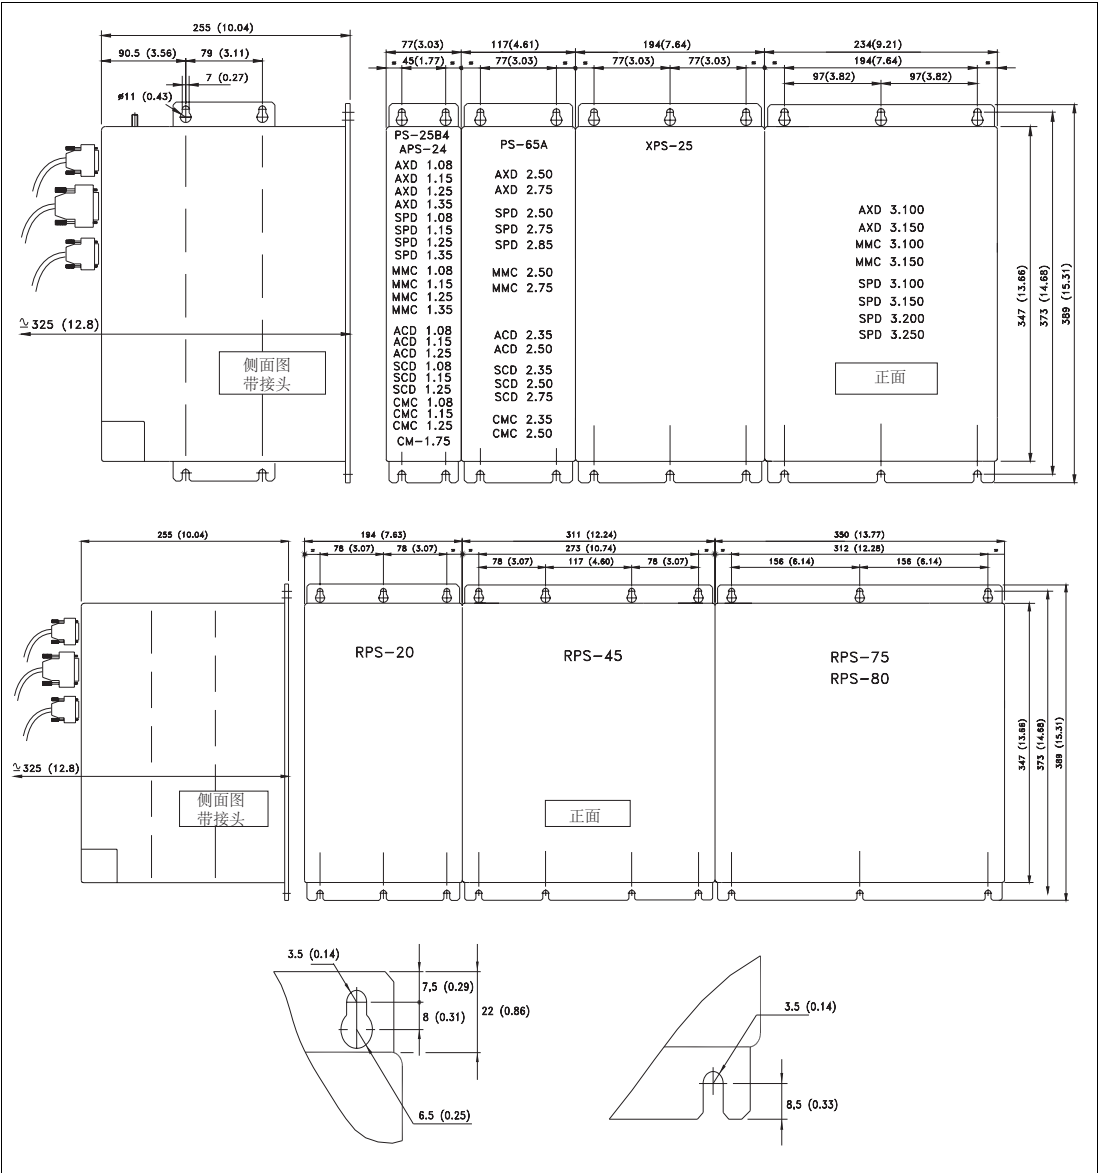 255 (10.04)
90.5 (3.56)
79 (3.11)
7 (0.27)
ø11 (0.43)
≃325 (12.8)
侧面图
带接头
77(3.03)
117(4.61)
194(7.64)
234(9.21)
= 45(1.77) =
= 77(3.03) =
= 77(3.03) 77(3.03) =
= 194(7.64) =
97(3.82) 97(3.82)
PS-25B4
APS-24
AXD 1.08
AXD 1.15
AXD 1.25
AXD 1.35
SPD 1.08
SPD 1.15
SPD 1.25
SPD 1.35
MMC 1.08
MMC 1.15
MMC 1.25
MMC 1.35
ACD 1.08
ACD 1.15
ACD 1.25
SCD 1.08
SCD 1.15
SCD 1.25
CMC 1.08
CMC 1.15
CMC 1.25
CM-1.75
PS-65A
AXD 2.50
AXD 2.75
SPD 2.50
SPD 2.75
SPD 2.85
MMC 2.50
MMC 2.75
ACD 2.35
ACD 2.50
SCD 2.35
SCD 2.50
SCD 2.75
CMC 2.35
CMC 2.50
XPS-25
AXD 3.100
AXD 3.150
MMC 3.100
MMC 3.150
SPD 3.100
SPD 3.150
SPD 3.200
SPD 3.250
正面
347 (13.66)
373 (14.68)
389 (15.31)
255 (10.04)
≃325 (12.8)
侧面图
带接头
194 (7.63)
311 (12.24)
350 (13.77)
= 78 (3.07) 78 (3.07) =
= 273 (10.74) =
= 312 (12.28) =
78 (3.07) 117 (4.60) 78 (3.07)
156 (6.14) 156 (6.14)
RPS-20
RPS-45
RPS-75
RPS-80
正面
347 (13.66)
373 (14.68)
389 (15.31)
3.5 (0.14)
7,5 (0.29)
8 (0.31)
22 (0.86)
6.5 (0.25)
3.5 (0.14)
8,5 (0.33)